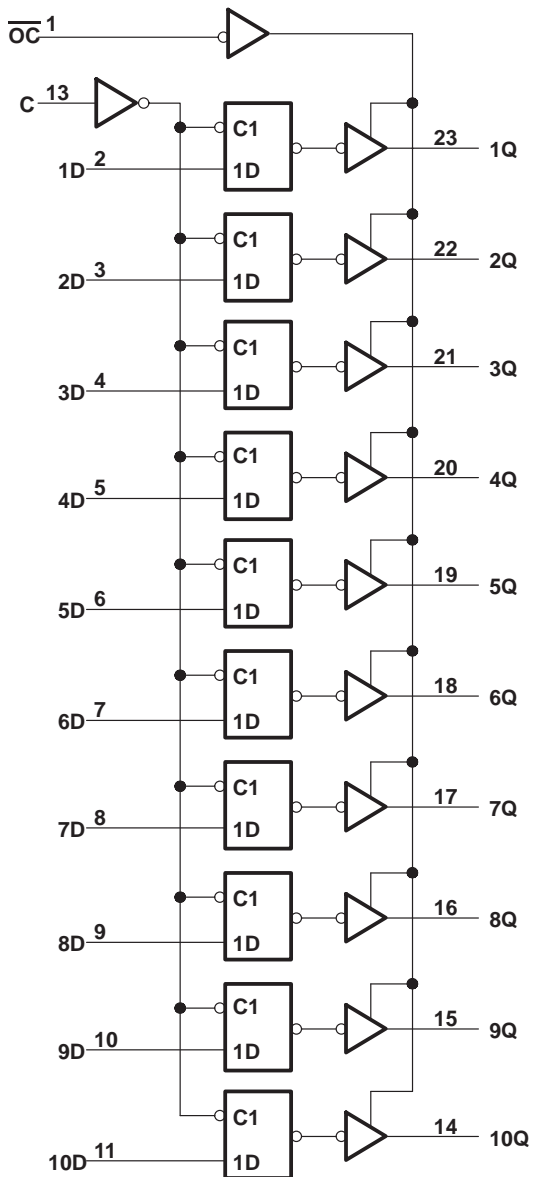 O̅C̅ 1
C 13
C1
1D 2 1D 23 1Q
C1
2D 3 1D 22 2Q
C1
3D 4 1D 21 3Q
C1
4D 5 1D 20 4Q
C1
5D 6 1D 19 5Q
C1
6D 7 1D 18 6Q
C1
7D 8 1D 17 7Q
C1
8D 9 1D 16 8Q
C1
9D 10 1D 15 9Q
C1
10D 11 1D 14 10Q